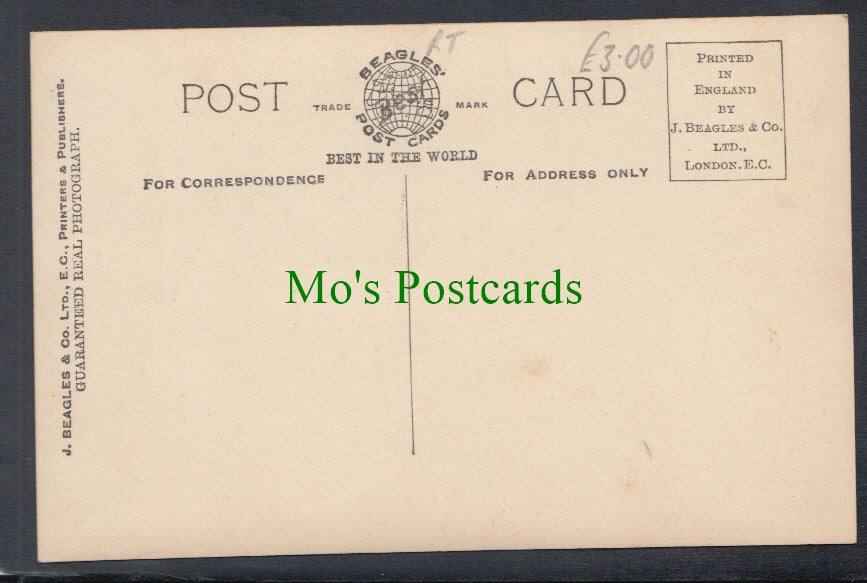 RT
£3.00
POST CARD
BEAGLES'
BEST
POST CARDS
TRADE MARK
BEST IN THE WORLD
FOR CORRESPONDENCE
FOR ADDRESS ONLY
PRINTED
IN
ENGLAND
BY
J. BEAGLES & CO.
LTD.,
LONDON. E.C.
J. BEAGLES & CO. LTD., E.C., PRINTERS & PUBLISHERS.
GUARANTEED REAL PHOTOGRAPH.
Mo's Postcards